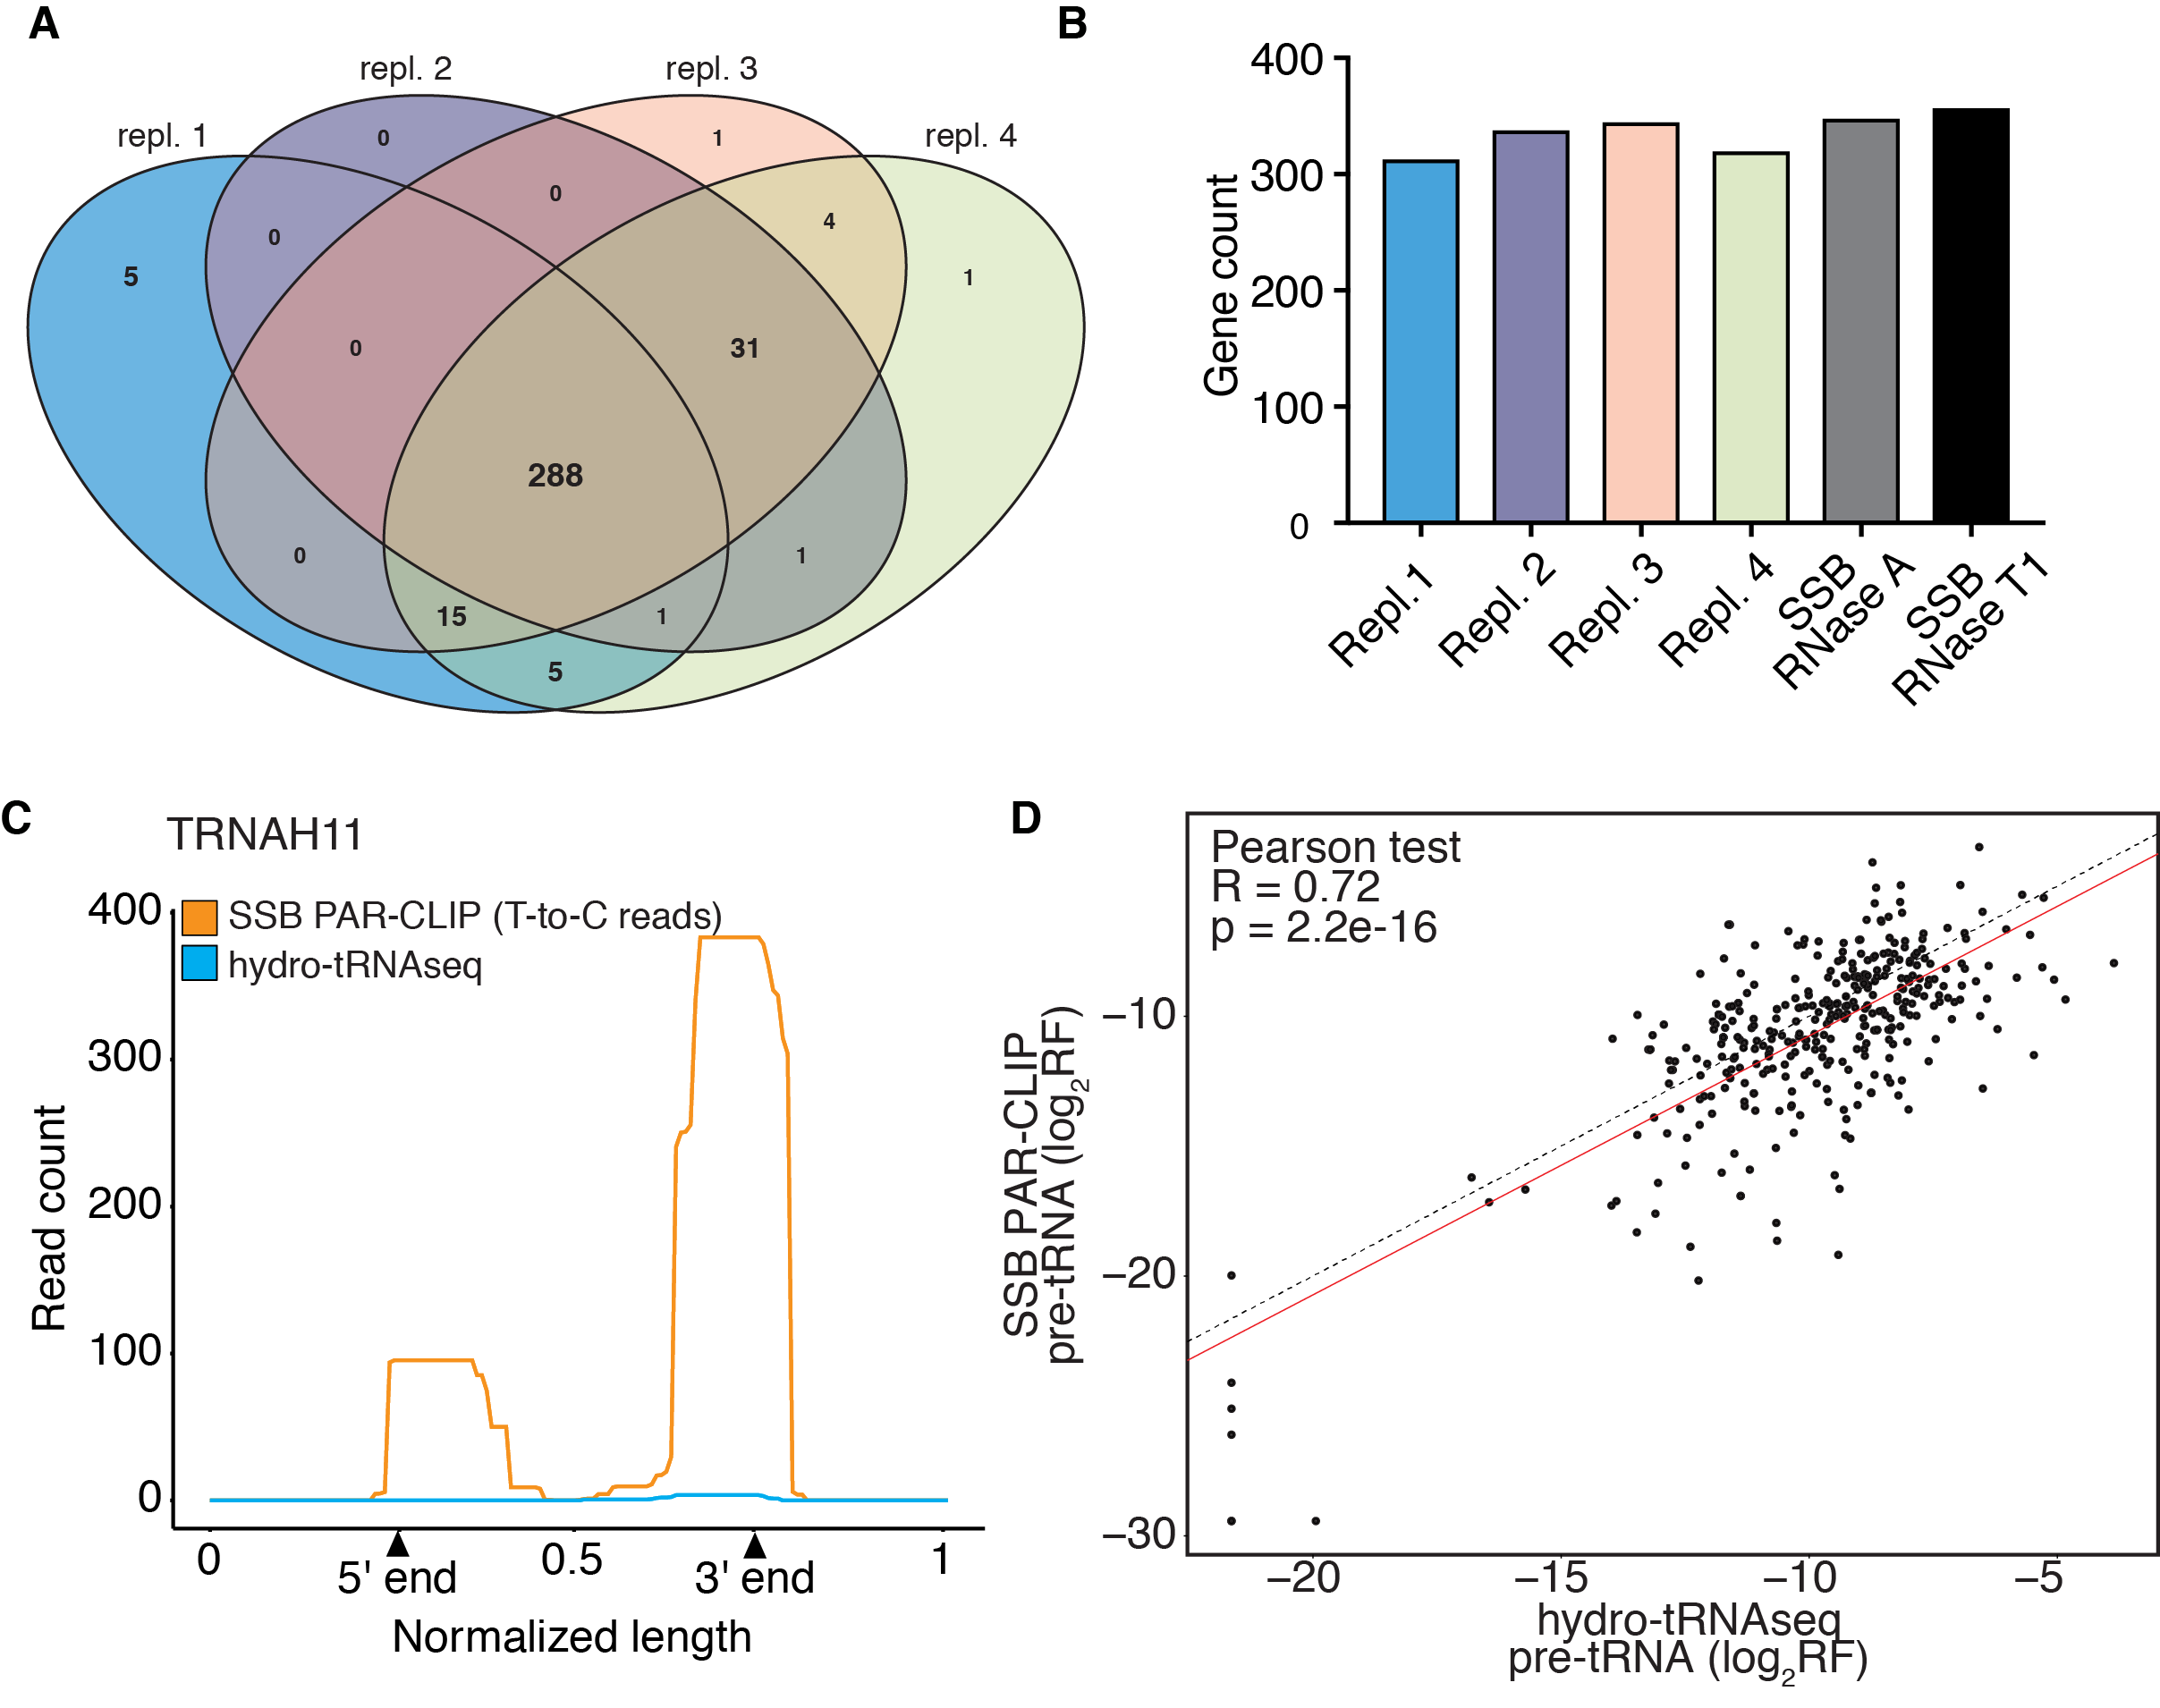 A
repl. 1
repl. 2
repl. 3
repl. 4
0
1
0
0
4
5
1
0
31
288
0
1
15
1
5
B
Gene count
400
300
200
100
0
Repl.1
Repl. 2
Repl. 3
Repl. 4
SSB
RNase A
SSB
RNase T1
C
TRNAH11
SSB PAR-CLIP (T-to-C reads)
hydro-tRNAseq
Read count
400
300
200
100
0
0
0.5
1
5' end
3' end
Normalized length
D
Pearson test
R = 0.72
p = 2.2e-16
SSB PAR-CLIP
pre-tRNA (log2RF)
−10
−20
−30
−20
−15
−10
−5
hydro-tRNAseq
pre-tRNA (log2RF)